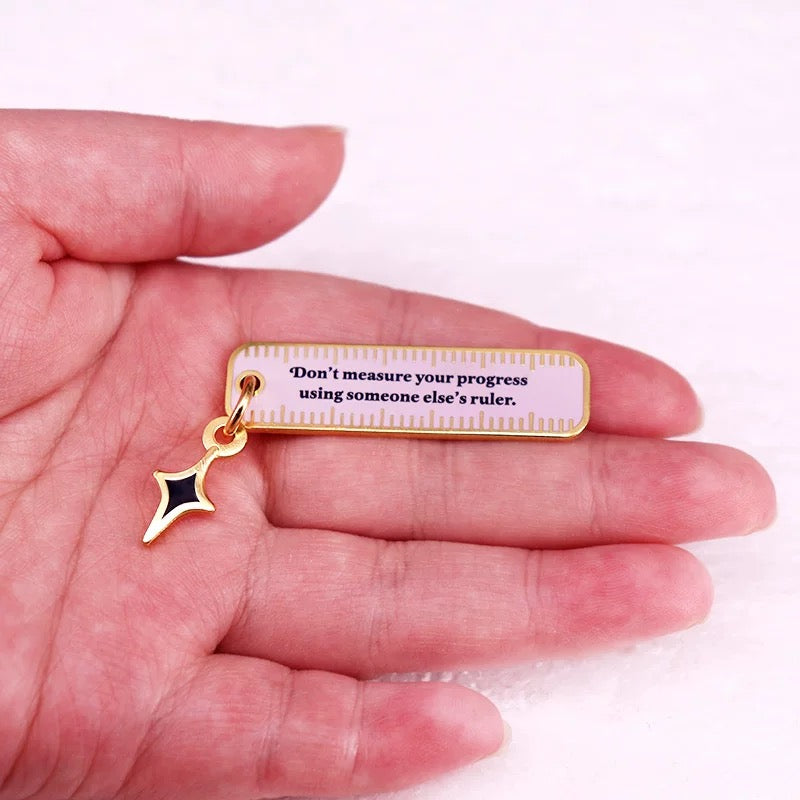 Don’t measure your progress
using someone else’s ruler.